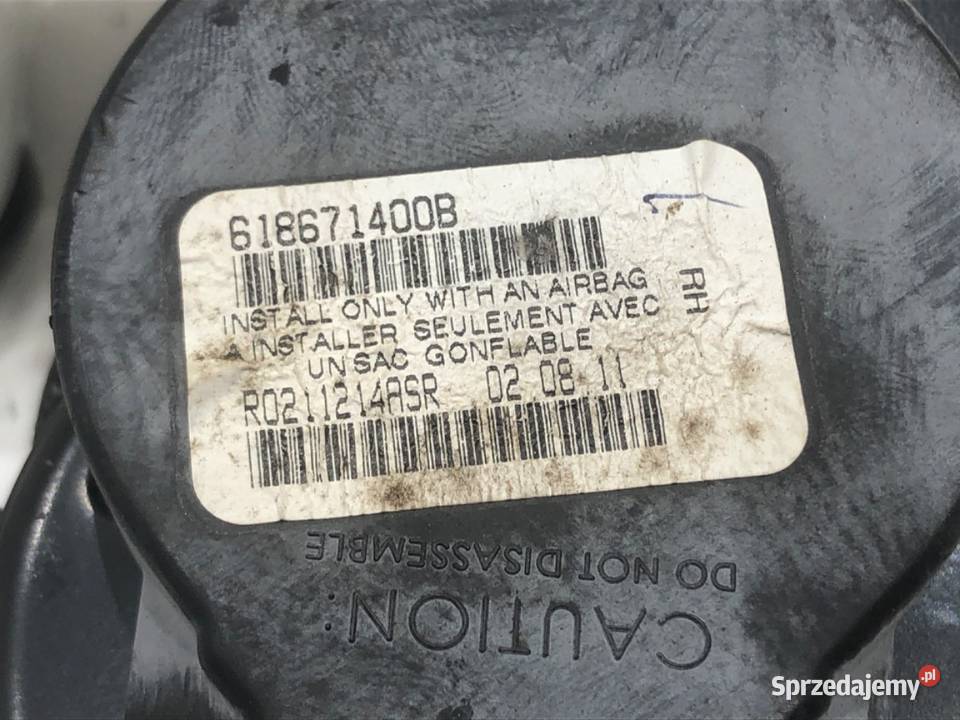 618671400B
INSTALL ONLY WITH AN AIRBAG
A INSTALLER SEULEMENT AVEC
UN SAC GONFLABLE
R0211214ASR 02 08 11
RH
CAUTION:
DO NOT DISASSEMBLE
Sprzedajemy.pl